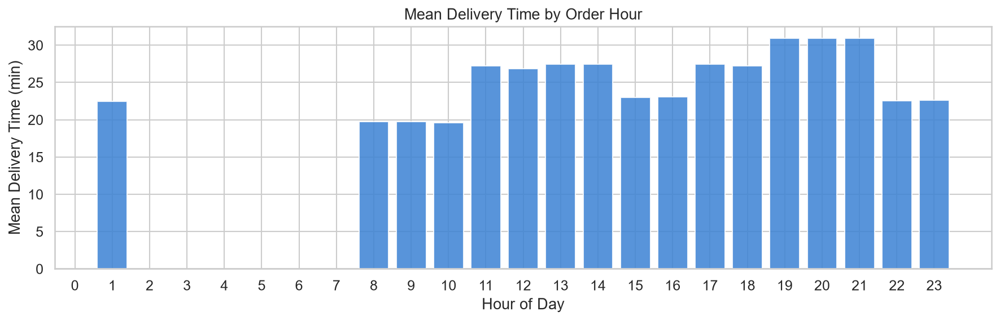 Mean Delivery Time by Order Hour
Mean Delivery Time (min)
30
25
20
15
10
5
0
0 1 2 3 4 5 6 7 8 9 10 11 12 13 14 15 16 17 18 19 20 21 22 23
Hour of Day